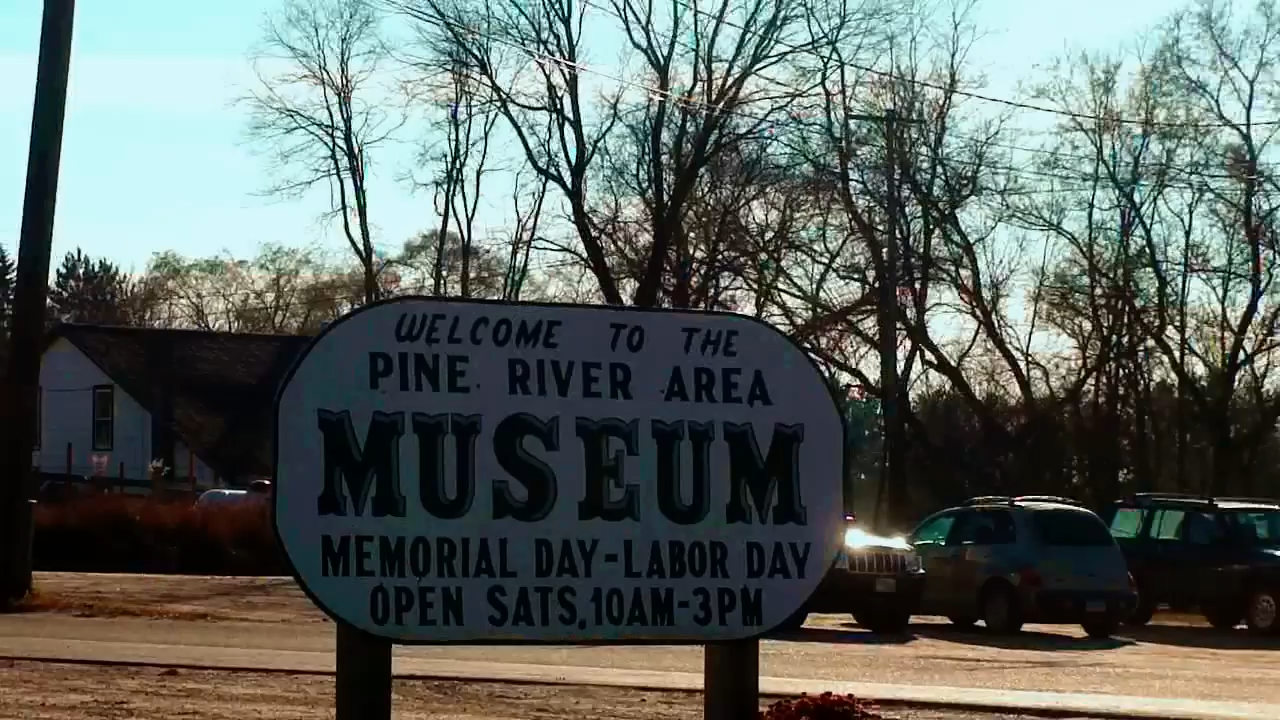 WELCOME TO THE
PINE RIVER AREA
MUSEUM
MEMORIAL DAY-LABOR DAY
OPEN SATS, 10AM-3PM